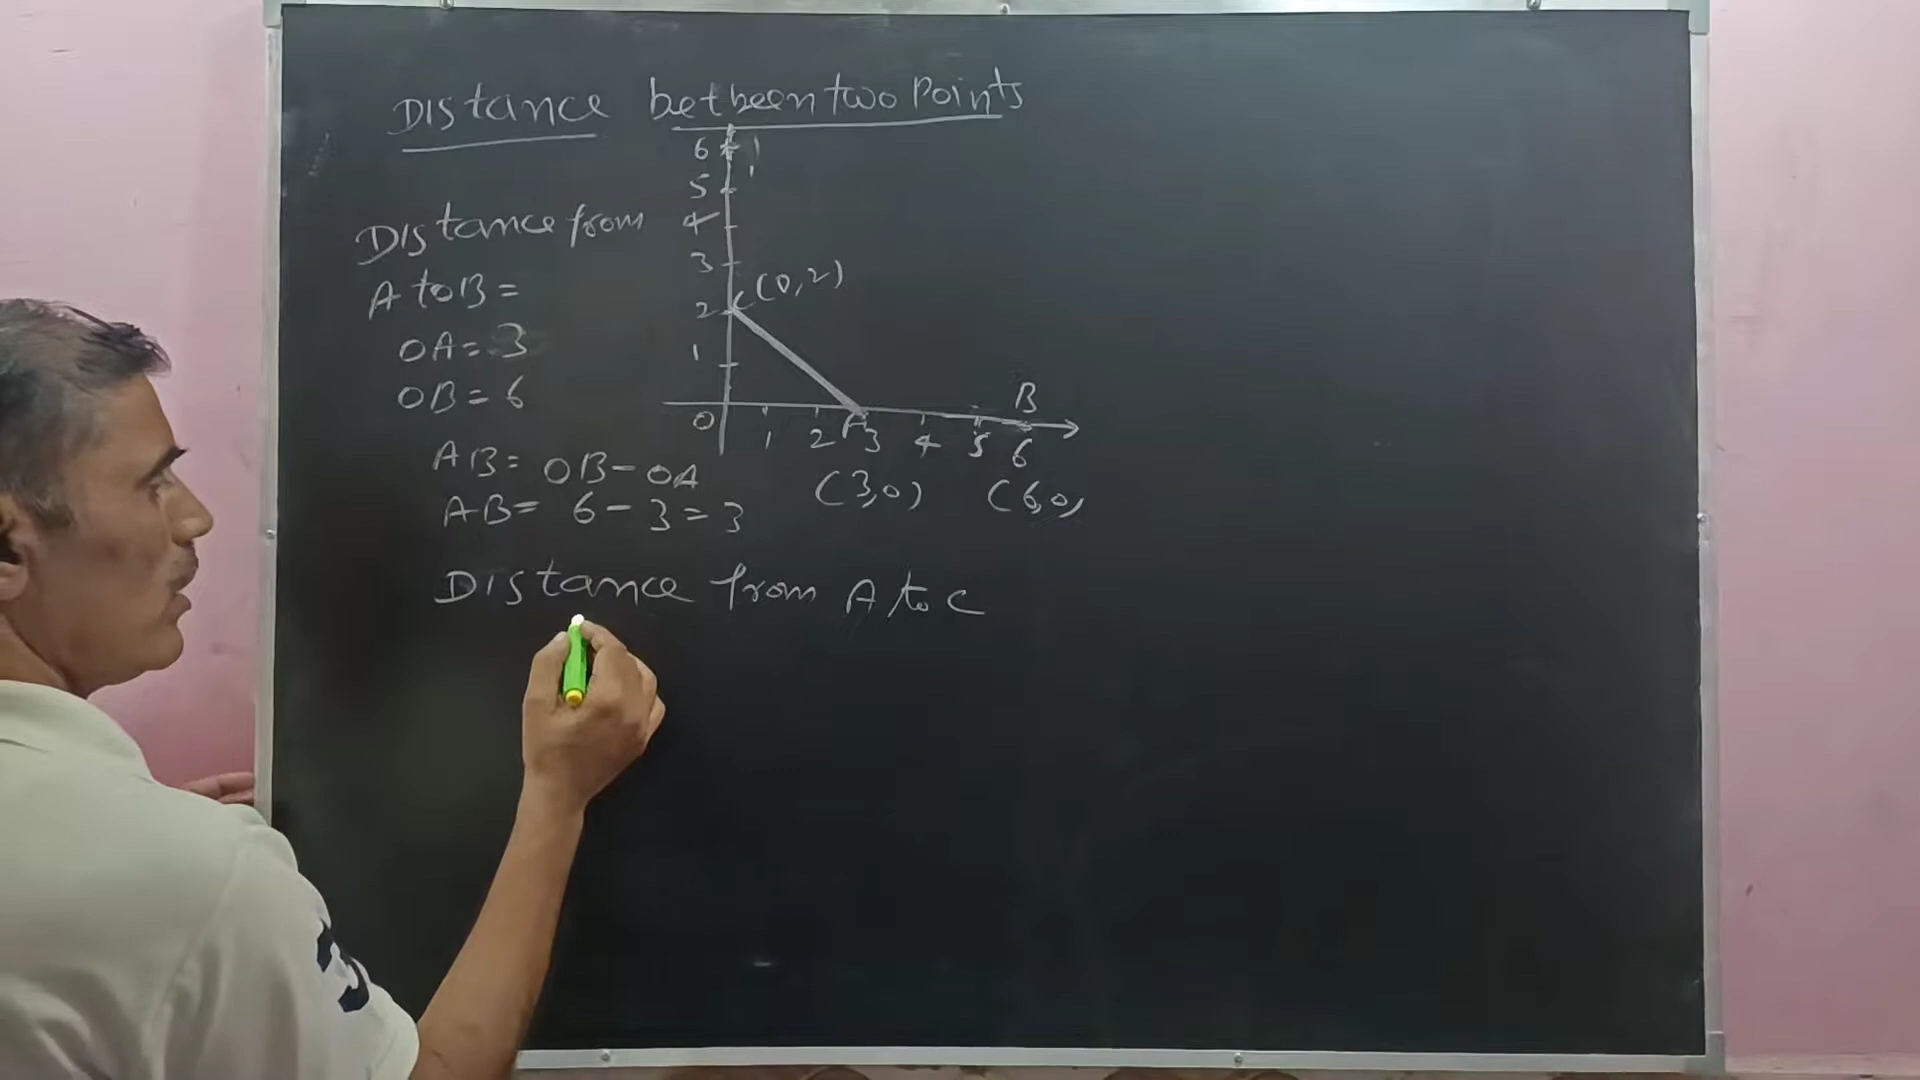 DIstance between two Points
6
5
DIstance from
4
3
C(0,2)
A to B =
2
OA = 3
1
OB = 6
B
0 1 2 A 3 4 5 6
AB = OB - OA
(3,0) (6,0)
AB = 6 - 3 = 3
DIstance from A to C